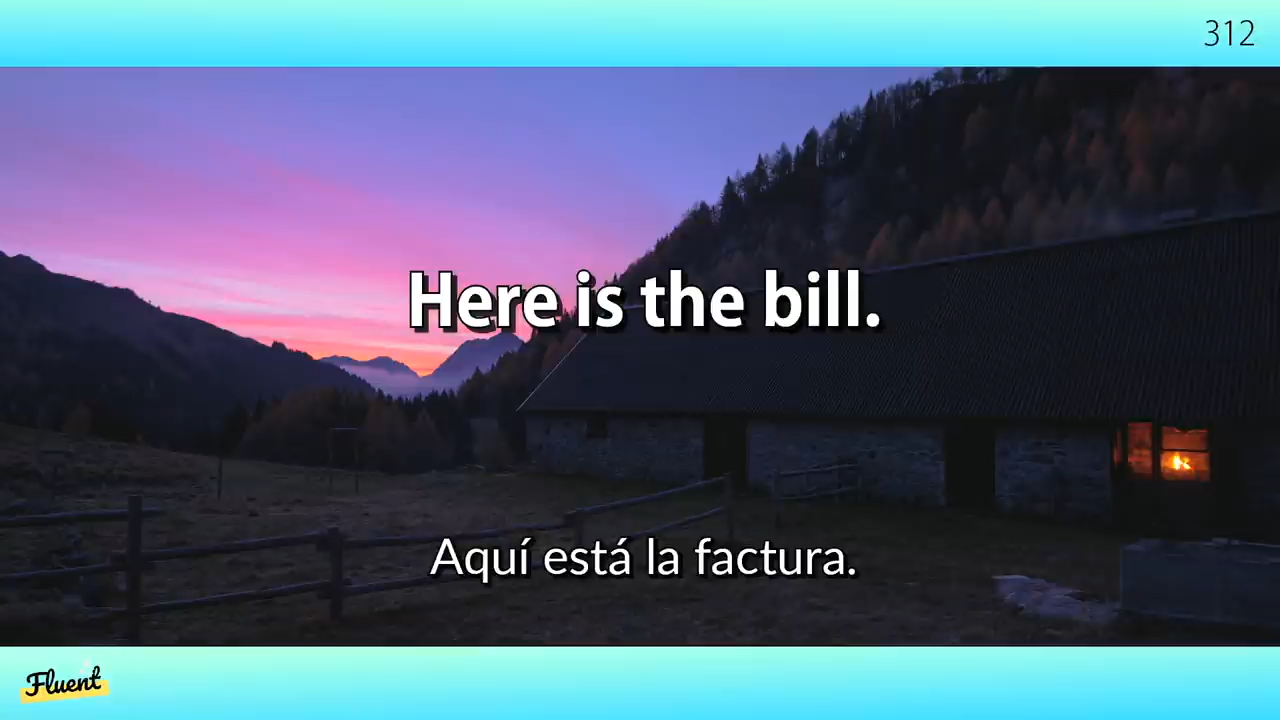 312
Here is the bill.
Aquí está la factura.
Fluent